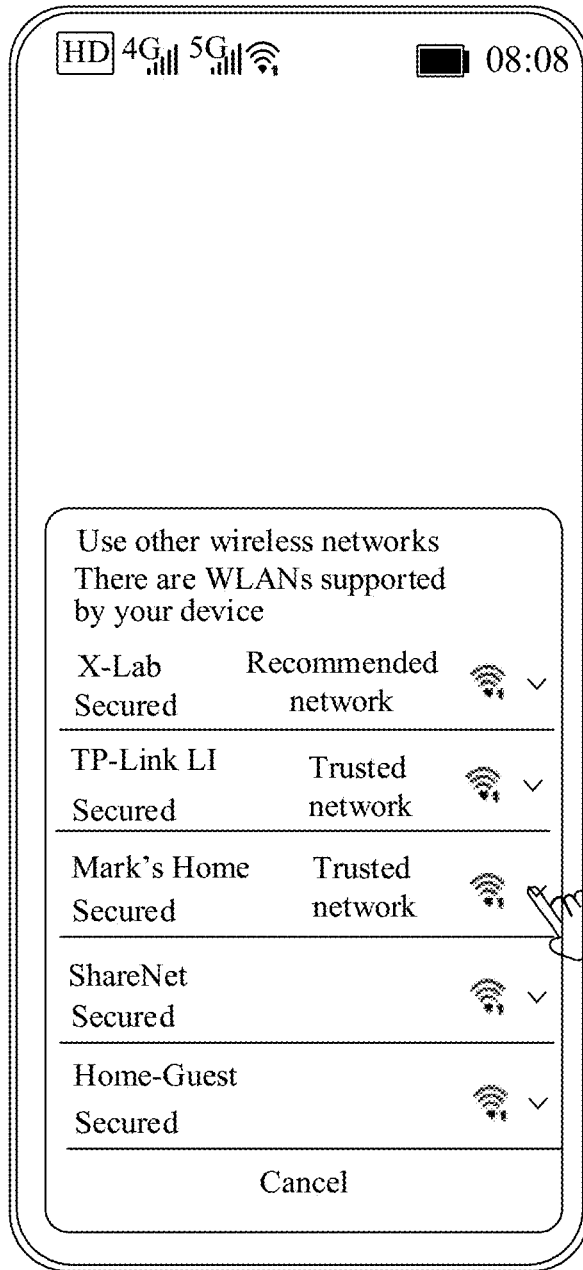 HD 4G 5G 08:08
Use other wireless networks
There are WLANs supported
by your device
X-Lab Recommended
Secured network
TP-Link LI Trusted
Secured network
Mark's Home Trusted
Secured network
ShareNet
Secured
Home-Guest
Secured
Cancel